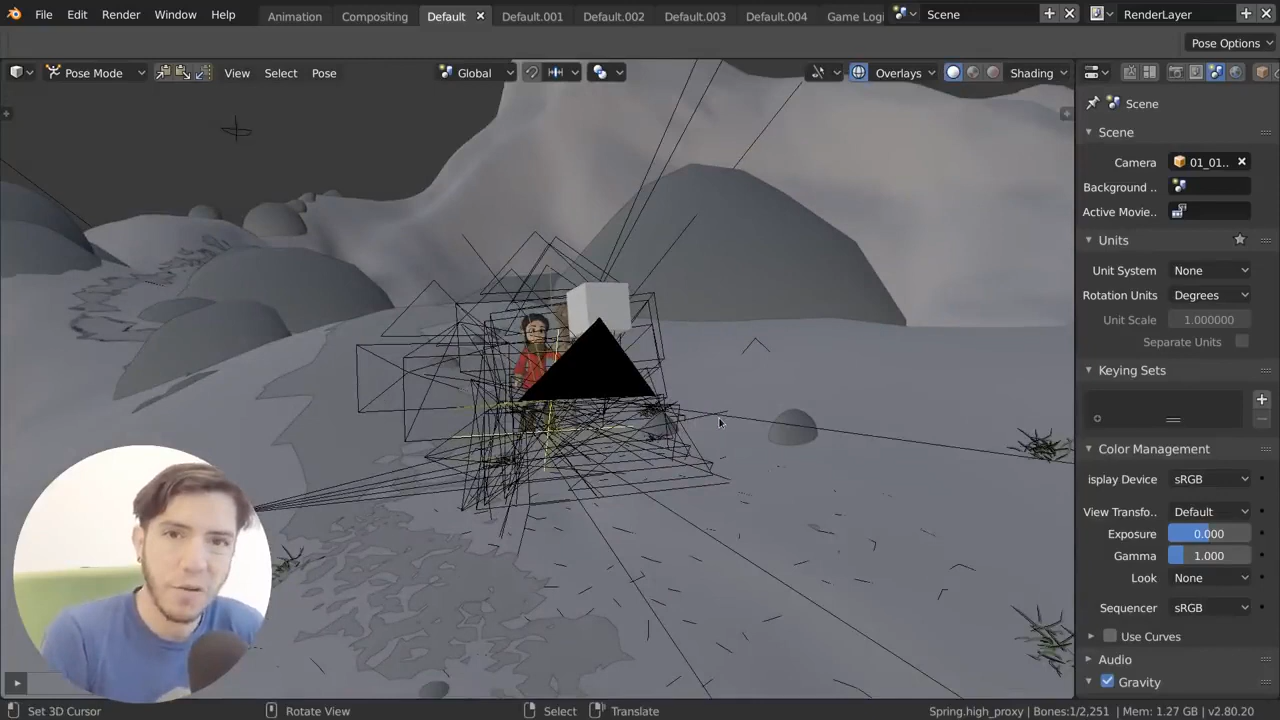 File Edit Render Window Help Animation Compositing Default Default.001 Default.002 Default.003 Default.004 Game Logi Scene RenderLayer
Pose Options
Pose Mode View Select Pose Global Overlays Shading
Scene
Scene
Camera 01_01..
Background ..
Active Movie..
Units
Unit System None
Rotation Units Degrees
Unit Scale 1.000000
Separate Units
Keying Sets
Color Management
isplay Device sRGB
View Transfo.. Default
Exposure 0.000
Gamma 1.000
Look None
Sequencer sRGB
Use Curves
Audio
Gravity
Set 3D Cursor Rotate View Select Translate Spring.high_proxy | Bones:1/2,251 | Mem: 1.27 GB | v2.80.20